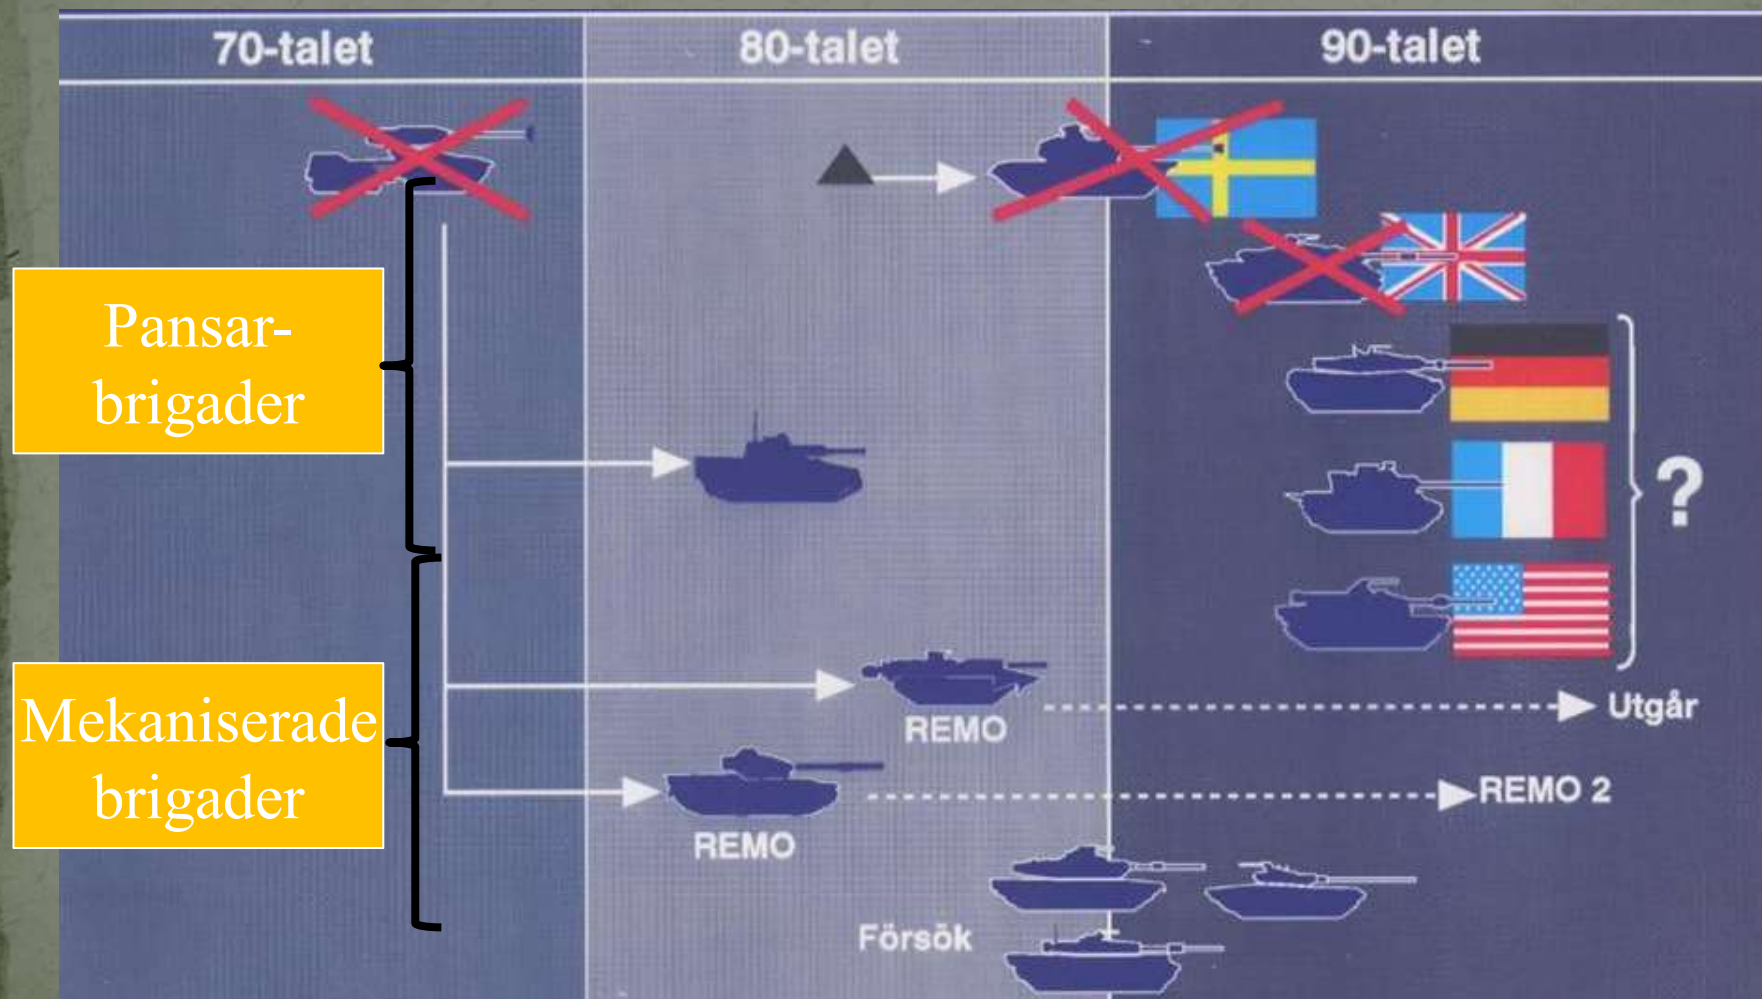 70-talet
80-talet
90-talet
Pansar-
brigader
?
Mekaniserade
brigader
REMO
Utgår
REMO
REMO 2
Försök